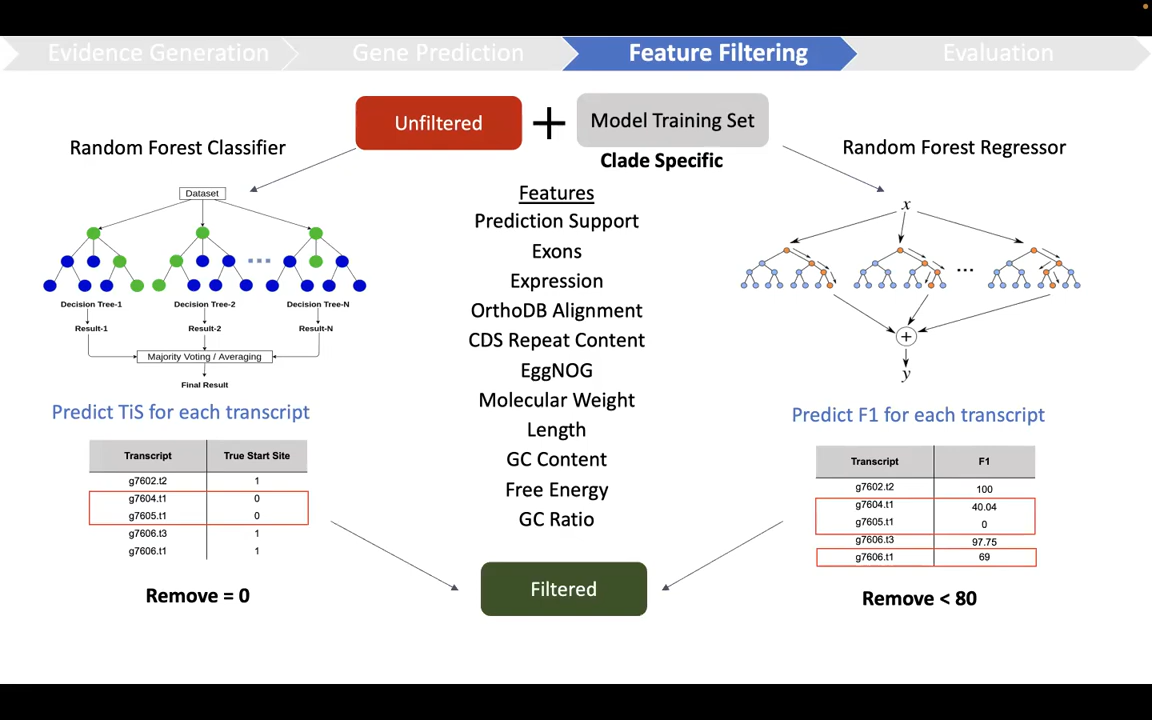 Evidence Generation
Gene Prediction
Feature Filtering
Evaluation
Unfiltered
+
Model Training Set
Clade Specific
Random Forest Classifier
Dataset
Decision Tree-1
Decision Tree-2
Decision Tree-N
Result-1
Result-2
Result-N
Majority Voting / Averaging
Final Result
Predict TiS for each transcript
Transcript True Start Site
g7602.t2 1
g7604.t1 0
g7605.t1 0
g7606.t3 1
g7606.t1 1
Remove = 0
Features
Prediction Support
Exons
Expression
OrthoDB Alignment
CDS Repeat Content
EggNOG
Molecular Weight
Length
GC Content
Free Energy
GC Ratio
Filtered
Random Forest Regressor
x
...
+
y
Predict F1 for each transcript
Transcript F1
g7602.t2 100
g7604.t1 40.04
g7605.t1 0
g7606.t3 97.75
g7606.t1 69
Remove < 80